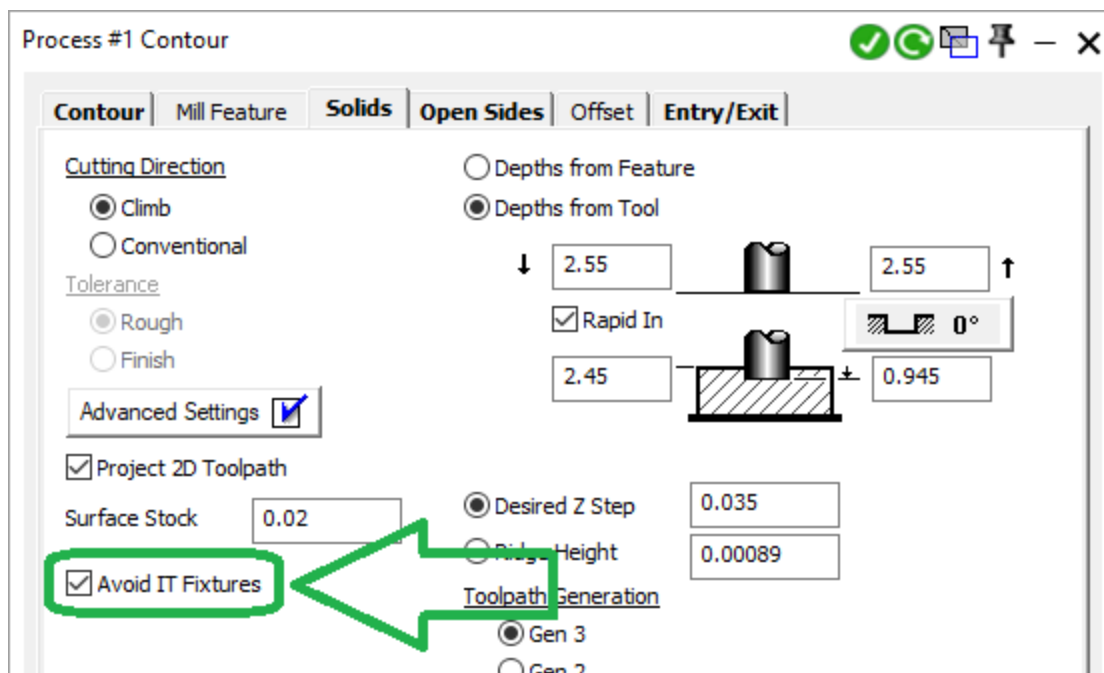 Process #1 Contour
Contour Mill Feature Solids Open Sides Offset Entry/Exit
Cutting Direction
Climb
Conventional
Tolerance
Rough
Finish
Advanced Settings
Project 2D Toolpath
Surface Stock 0.02
Avoid IT Fixtures
Depths from Feature
Depths from Tool
2.55 2.55
Rapid In
0°
2.45 0.945
Desired Z Step 0.035
Ridge Height 0.00089
Toolpath Generation
Gen 3
Gen 2